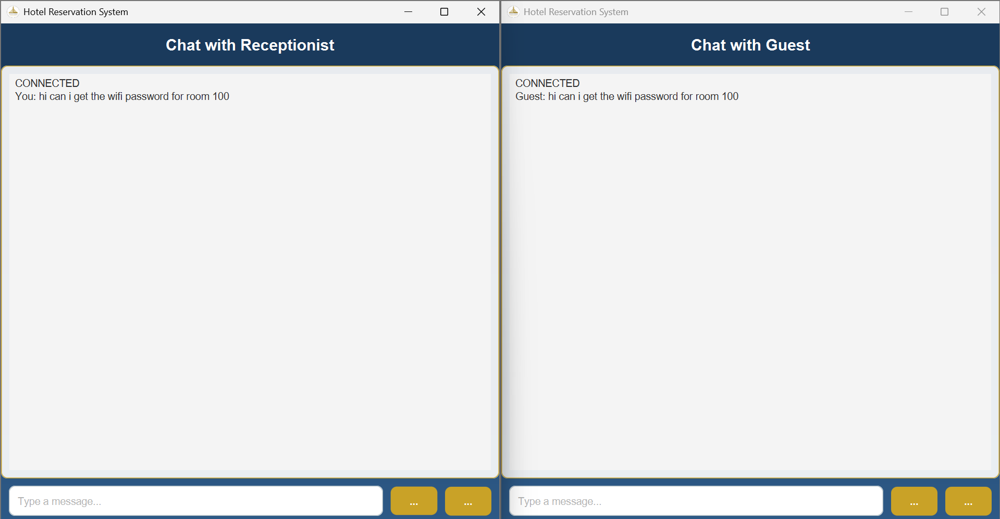 Hotel Reservation System
Chat with Receptionist
CONNECTED
You: hi can i get the wifi password for room 100
Type a message...
...
...
Hotel Reservation System
Chat with Guest
CONNECTED
Guest: hi can i get the wifi password for room 100
Type a message...
...
...